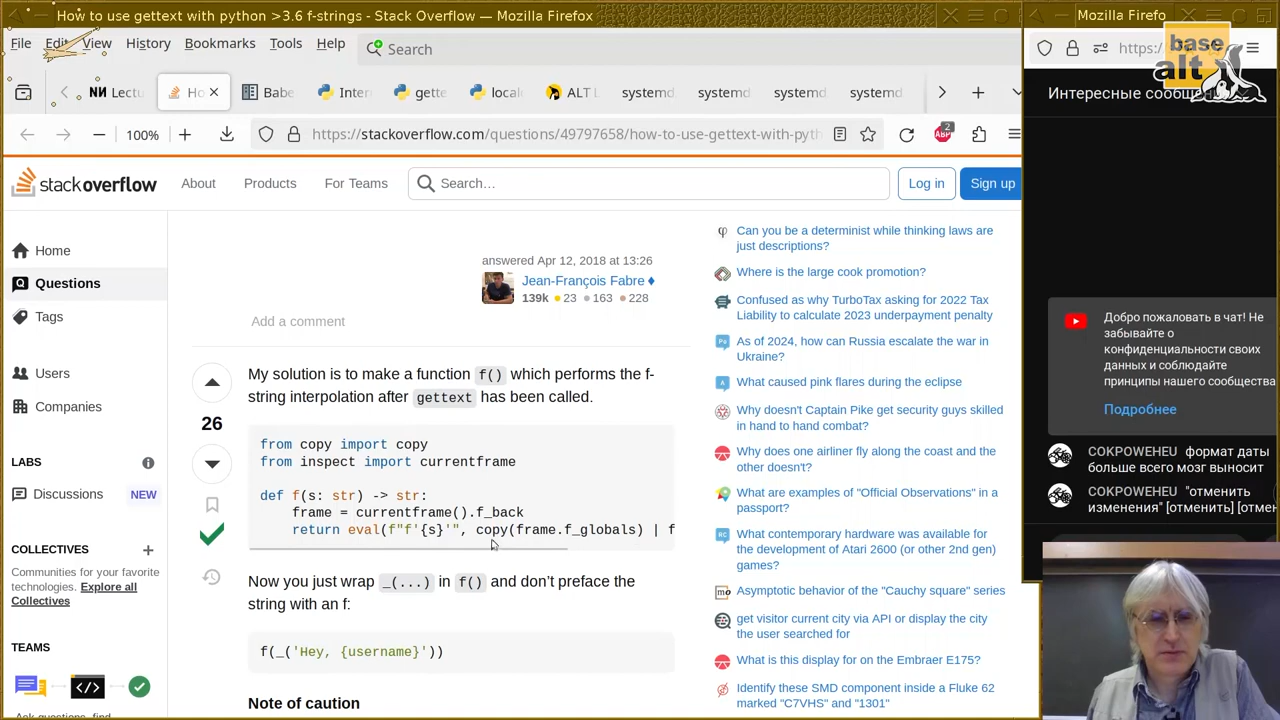 How to use gettext with python >3.6 f-strings - Stack Overflow — Mozilla Firefox
Mozilla Firefo
File Edit View History Bookmarks Tools Help
Search
base
alt
https:
ИИ Lectu
Ho
Babe
Inter
gette
locale
ALT L
systemd
systemd
systemd
systemd
Интересные сообщ
100%
https://stackoverflow.com/questions/49797658/how-to-use-gettext-with-pyth
ABP
2
stackoverflow
About
Products
For Teams
Search…
Log in
Sign up
Home
Questions
Tags
Users
Companies
LABS
Discussions
NEW
COLLECTIVES
Communities for your favorite
technologies. Explore all
Collectives
TEAMS
Ask questions, find
answered Apr 12, 2018 at 13:26
Jean-François Fabre ♦
139k 23 163 228
Add a comment
26
My solution is to make a function f() which performs the f-
string interpolation after gettext has been called.
from copy import copy
from inspect import currentframe
def f(s: str) -> str:
frame = currentframe().f_back
return eval(f"f'{s}'", copy(frame.f_globals) | f
Now you just wrap _(...) in f() and don’t preface the
string with an f:
f(_('Hey, {username}'))
Note of caution
Can you be a determinist while thinking laws are
just descriptions?
Where is the large cook promotion?
Confused as why TurboTax asking for 2022 Tax
Liability to calculate 2023 underpayment penalty
As of 2024, how can Russia escalate the war in
Ukraine?
What caused pink flares during the eclipse
Why doesn't Captain Pike get security guys skilled
in hand to hand combat?
Why does one airliner fly along the coast and the
other doesn't?
What are examples of "Official Observations" in a
passport?
What contemporary hardware was available for
the development of Atari 2600 (or other 2nd gen)
games?
Asymptotic behavior of the "Cauchy square" series
get visitor current city via API or display the city
the user searched for
What is this display for on the Embraer E175?
Identify these SMD component inside a Fluke 62
marked "C7VHS" and "1301"
Добро пожаловать в чат! Не
забывайте о
конфиденциальности своих
данных и соблюдайте
принципы нашего сообщества
Подробнее
COKPOWEHEU формат даты
больше всего мозг выносит
COKPOWEHEU "отменить
изменения" [отменить] [отмен